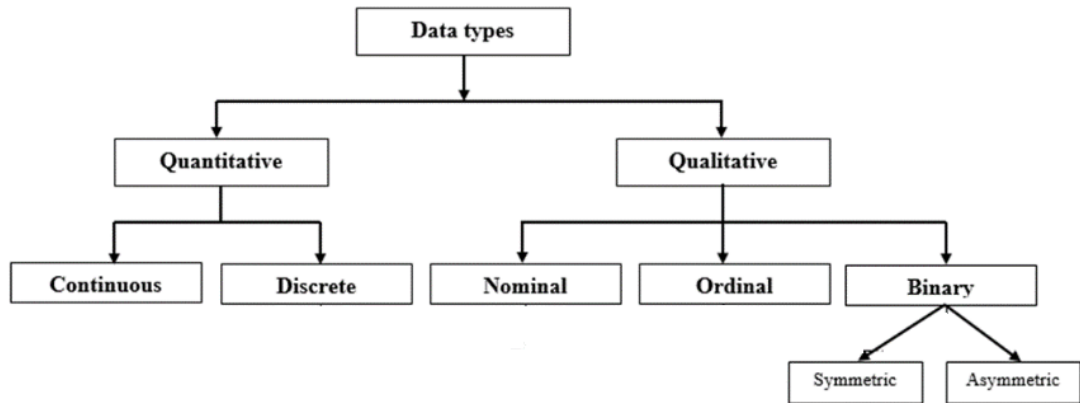 Data types
Quantitative
Qualitative
Continuous
Discrete
Nominal
Ordinal
Binary
Symmetric
Asymmetric